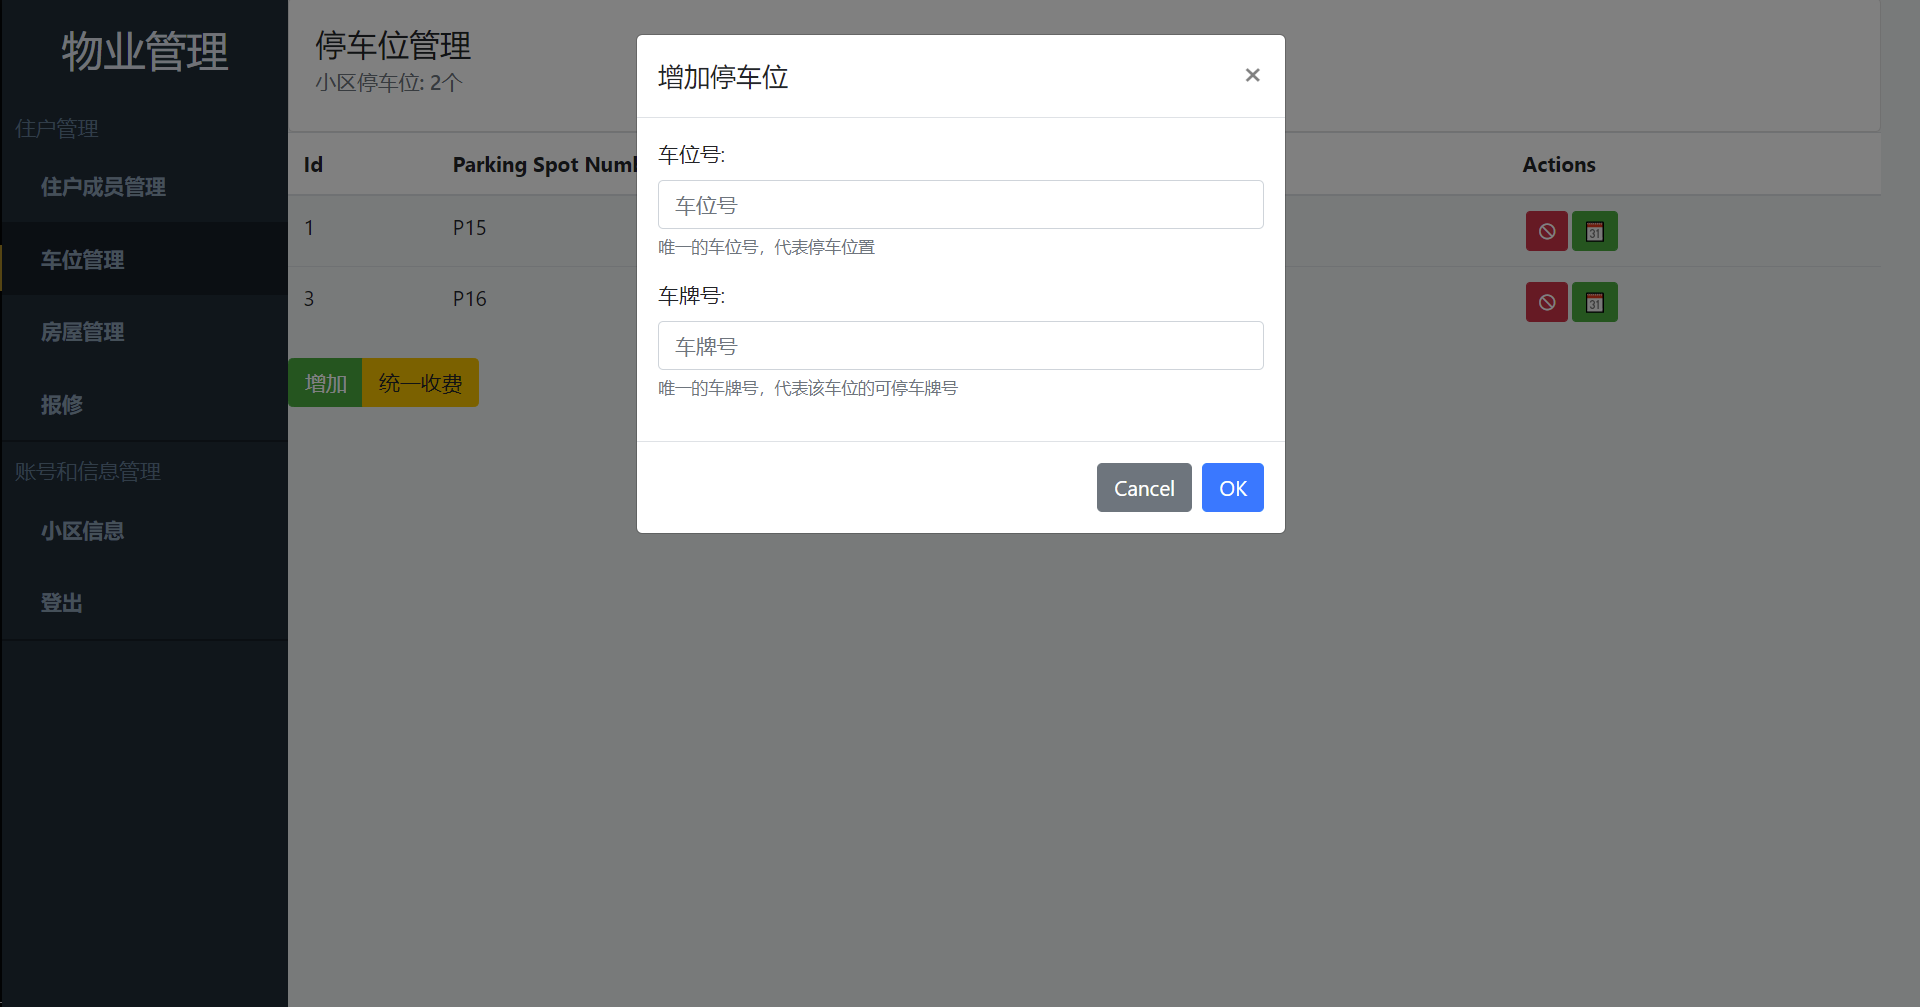 物业管理
住户管理
住户成员管理
车位管理
房屋管理
报修
账号和信息管理
小区信息
登出
停车位管理
小区停车位: 2个
Id Parking Spot Actions
1 P15
3 P16
增加 统一收费
增加停车位 ×
车位号:
车位号
唯一的车位号，代表停车位置
车牌号:
车牌号
唯一的车牌号，代表该车位的可停车牌号
Cancel OK